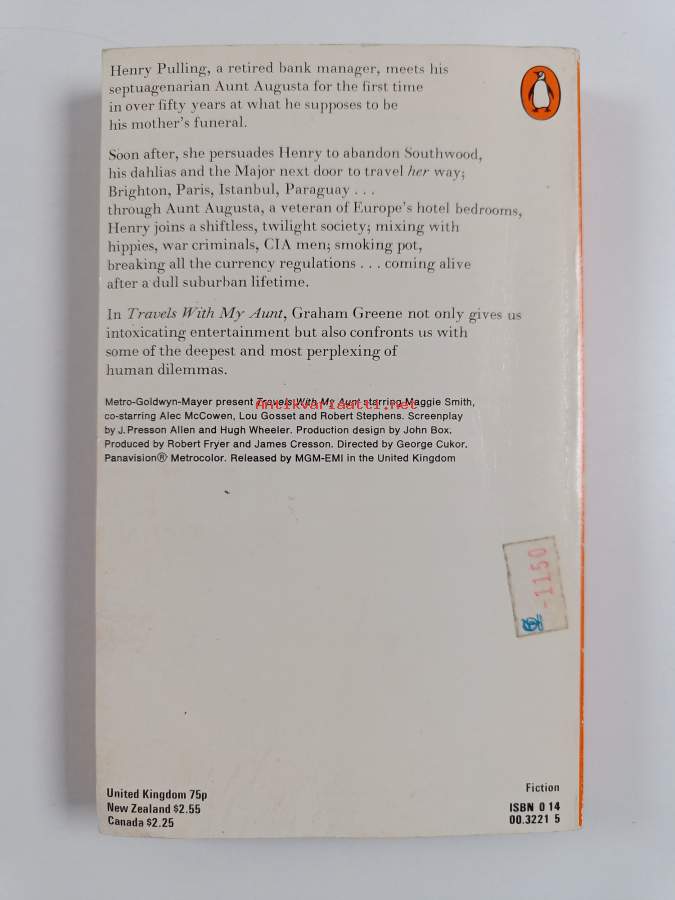 Henry Pulling, a retired bank manager, meets his
septuagenarian Aunt Augusta for the first time
in over fifty years at what he supposes to be
his mother's funeral.
Soon after, she persuades Henry to abandon Southwood,
his dahlias and the Major next door to travel her way;
Brighton, Paris, Istanbul, Paraguay . . .
through Aunt Augusta, a veteran of Europe's hotel bedrooms,
Henry joins a shiftless, twilight society; mixing with
hippies, war criminals, CIA men; smoking pot,
breaking all the currency regulations . . . coming alive
after a dull suburban lifetime.
In Travels With My Aunt, Graham Greene not only gives us
intoxicating entertainment but also confronts us with
some of the deepest and most perplexing of
human dilemmas.
Metro-Goldwyn-Mayer present Travels With My Aunt starring Maggie Smith,
Antikvariaatti.net
co-starring Alec McCowen, Lou Gosset and Robert Stephens. Screenplay
by J. Presson Allen and Hugh Wheeler. Production design by John Box.
Produced by Robert Fryer and James Cresson. Directed by George Cukor.
Panavision® Metrocolor. Released by MGM-EMI in the United Kingdom
-1150
United Kingdom 75p
New Zealand $2.55
Canada $2.25
Fiction
ISBN 0 14
00.3221 5